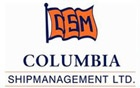 CSM
COLUMBIA
SHIPMANAGEMENT LTD.